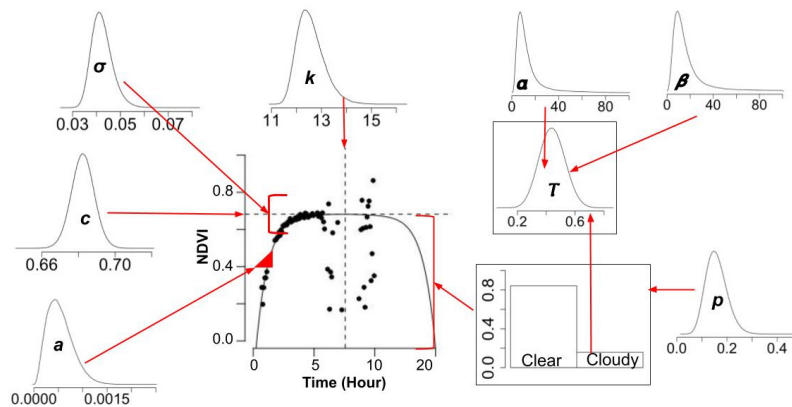 σ
0.03 0.05 0.07
k
11 13 15
α
0 40 80
β
0 40 80
T
0.2 0.6
c
0.66 0.70
a
0.0000 0.0015
NDVI
0.8
0.4
0.0
0 5 10 20
Time (Hour)
0.8
0.4
0.0
Clear Cloudy
p
0.0 0.2 0.4